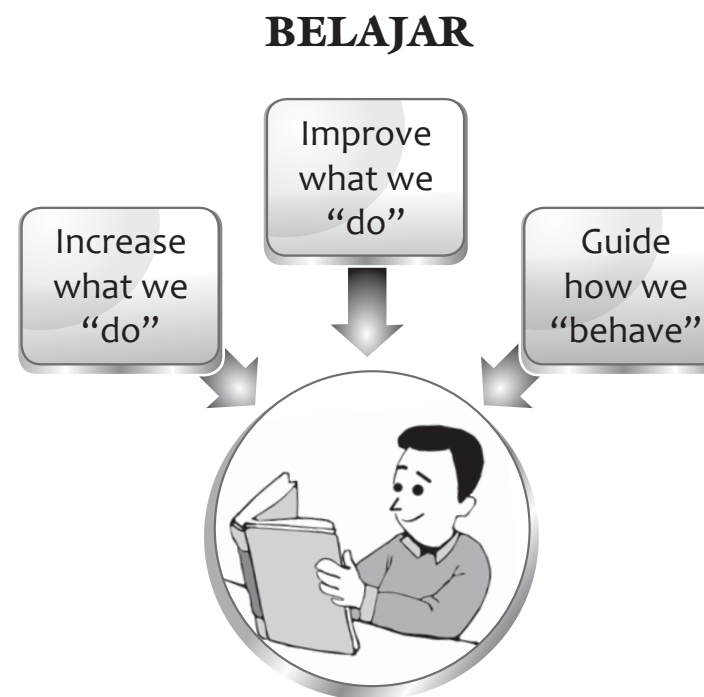 BELAJAR
Increase
what we
“do”
Improve
what we
“do”
Guide
how we
“behave”